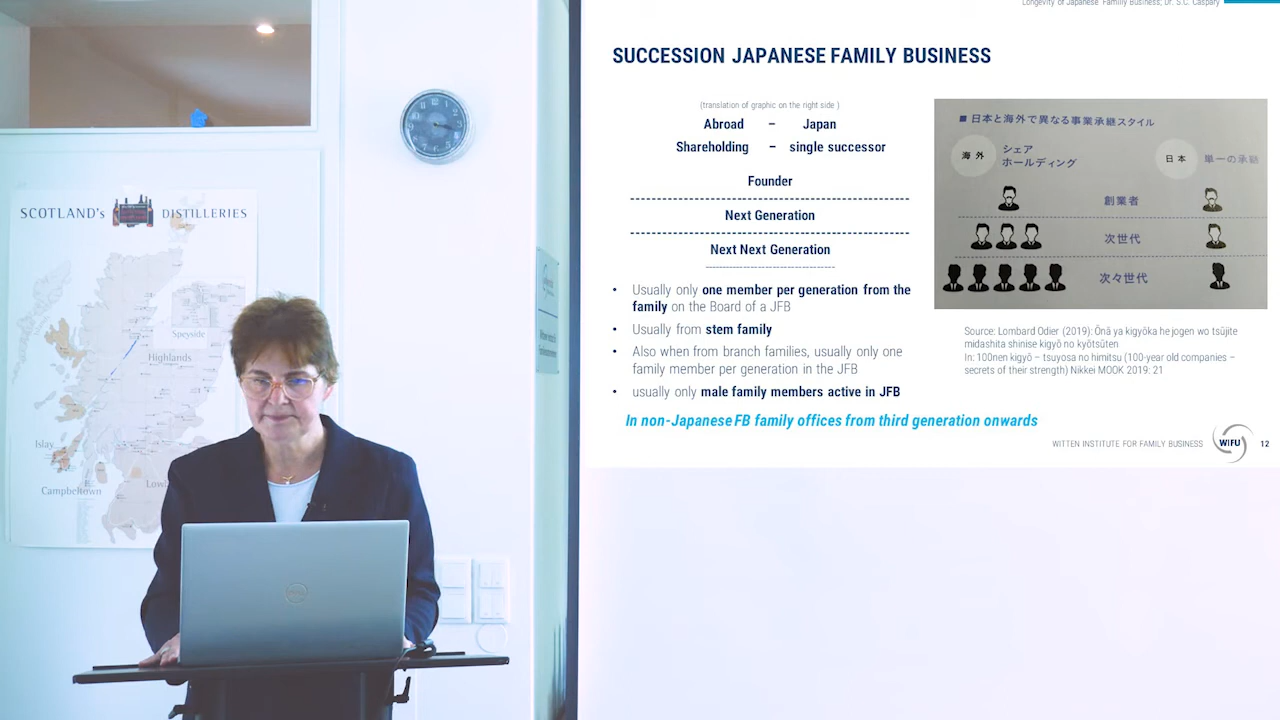 Longevity of Japanese Familly Business; Dr. S.C. Caspary
SUCCESSION JAPANESE FAMILY BUSINESS
(translation of graphic on the right side )
Abroad – Japan
Shareholding – single successor
Founder
Next Generation
Next Next Generation
• Usually only one member per generation from the
family on the Board of a JFB
• Usually from stem family
• Also when from branch families, usually only one
family member per generation in the JFB
• usually only male family members active in JFB
In non-Japanese FB family offices from third generation onwards
■ 日本と海外で異なる事業承継スタイル
海外
シェア
ホールディング
日本
単一の承継
創業者
次世代
次々世代
Source: Lombard Odier (2019): Ōnā ya kigyōka he jogen wo tsūjite
midashita shinise kigyō no kyōtsūten
In: 100nen kigyō – tsuyosa no himitsu (100-year old companies –
secrets of their strength) Nikkei MOOK 2019: 21
WITTEN INSTITUTE FOR FAMILY BUSINESS
WIFU
12
SCOTLAND's DISTILLERIES
Speyside
Highlands
Islay
Campbeltown